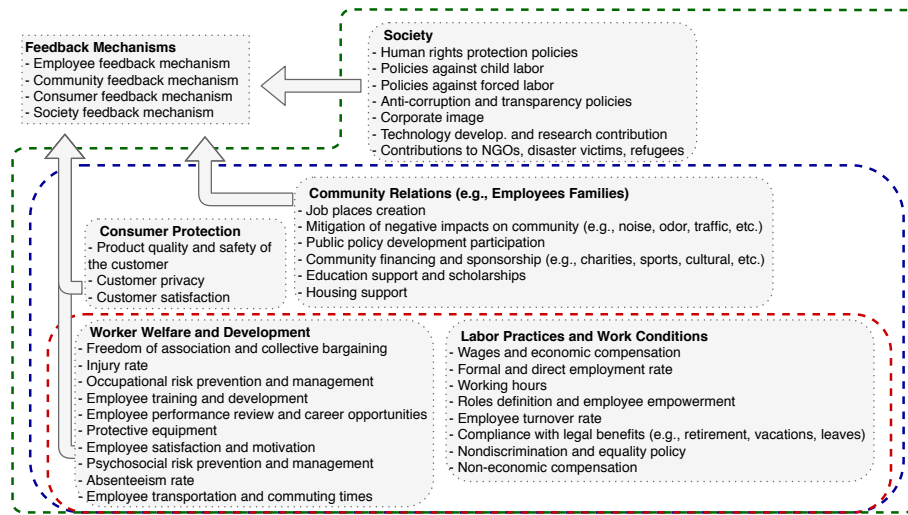 Feedback Mechanisms
- Employee feedback mechanism
- Community feedback mechanism
- Consumer feedback mechanism
- Society feedback mechanism
Society
- Human rights protection policies
- Policies against child labor
- Policies against forced labor
- Anti-corruption and transparency policies
- Corporate image
- Technology develop. and research contribution
- Contributions to NGOs, disaster victims, refugees
Community Relations (e.g., Employees Families)
- Job places creation
- Mitigation of negative impacts on community (e.g., noise, odor, traffic, etc.)
- Public policy development participation
- Community financing and sponsorship (e.g., charities, sports, cultural, etc.)
- Education support and scholarships
- Housing support
Consumer Protection
- Product quality and safety of
the customer
- Customer privacy
- Customer satisfaction
Worker Welfare and Development
- Freedom of association and collective bargaining
- Injury rate
- Occupational risk prevention and management
- Employee training and development
- Employee performance review and career opportunities
- Protective equipment
- Employee satisfaction and motivation
- Psychosocial risk prevention and management
- Absenteeism rate
- Employee transportation and commuting times
Labor Practices and Work Conditions
- Wages and economic compensation
- Formal and direct employment rate
- Working hours
- Roles definition and employee empowerment
- Employee turnover rate
- Compliance with legal benefits (e.g., retirement, vacations, leaves)
- Nondiscrimination and equality policy
- Non-economic compensation